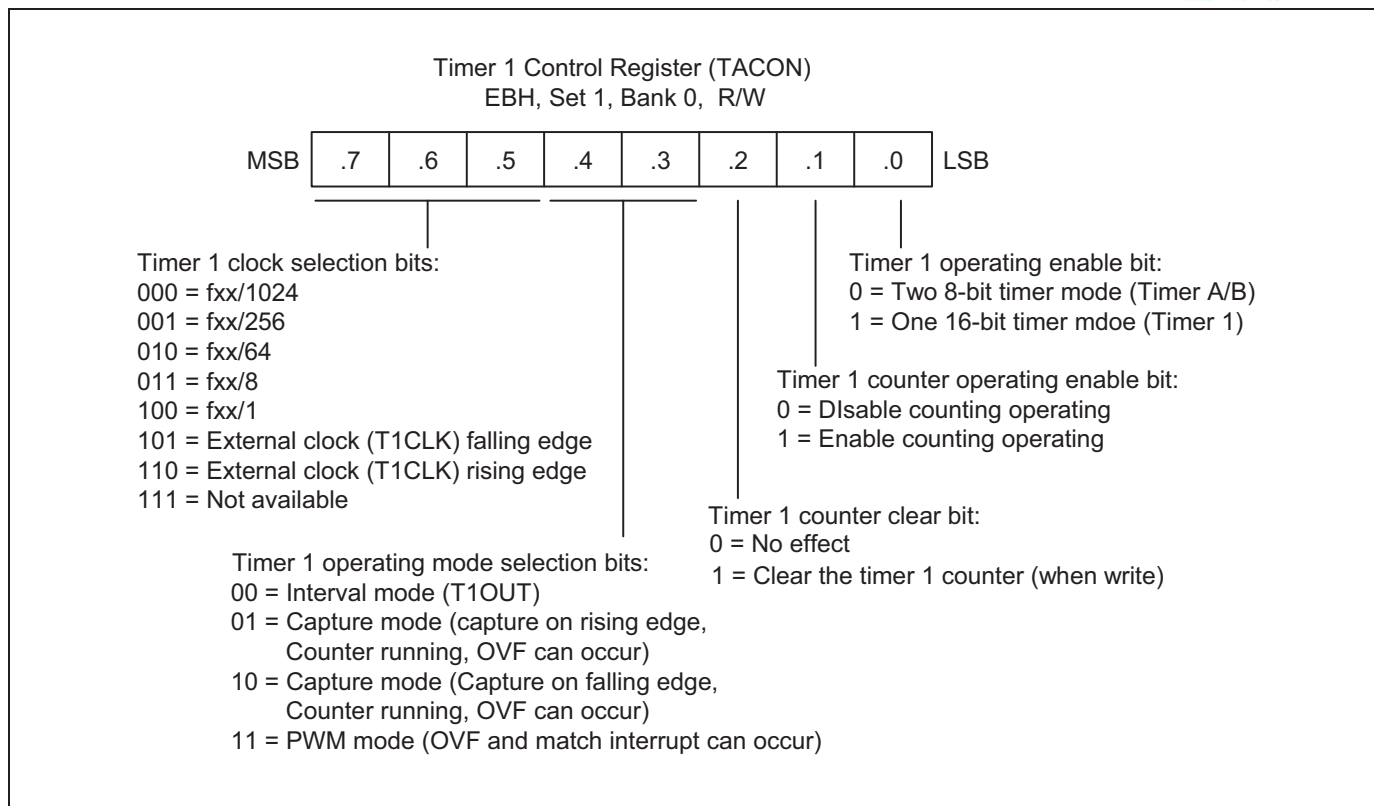 Timer 1 Control Register (TACON)
EBH, Set 1, Bank 0, R/W
MSB .7 .6 .5 .4 .3 .2 .1 .0 LSB
Timer 1 clock selection bits:
000 = fxx/1024
001 = fxx/256
010 = fxx/64
011 = fxx/8
100 = fxx/1
101 = External clock (T1CLK) falling edge
110 = External clock (T1CLK) rising edge
111 = Not available
Timer 1 operating enable bit:
0 = Two 8-bit timer mode (Timer A/B)
1 = One 16-bit timer mdoe (Timer 1)
Timer 1 counter operating enable bit:
0 = DIsable counting operating
1 = Enable counting operating
Timer 1 counter clear bit:
0 = No effect
1 = Clear the timer 1 counter (when write)
Timer 1 operating mode selection bits:
00 = Interval mode (T1OUT)
01 = Capture mode (capture on rising edge,
Counter running, OVF can occur)
10 = Capture mode (Capture on falling edge,
Counter running, OVF can occur)
11 = PWM mode (OVF and match interrupt can occur)